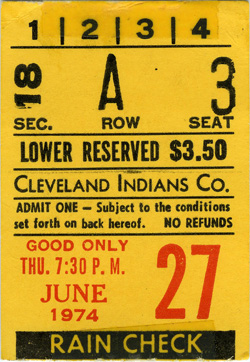 1 | 2 | 3 | 4
18 A 3
SEC. ROW SEAT
LOWER RESERVED $3.50
CLEVELAND INDIANS CO.
ADMIT ONE — Subject to the conditions
set forth on back hereof. NO REFUNDS
GOOD ONLY
THU. 7:30 P. M.
JUNE 27
1974
RAIN CHECK